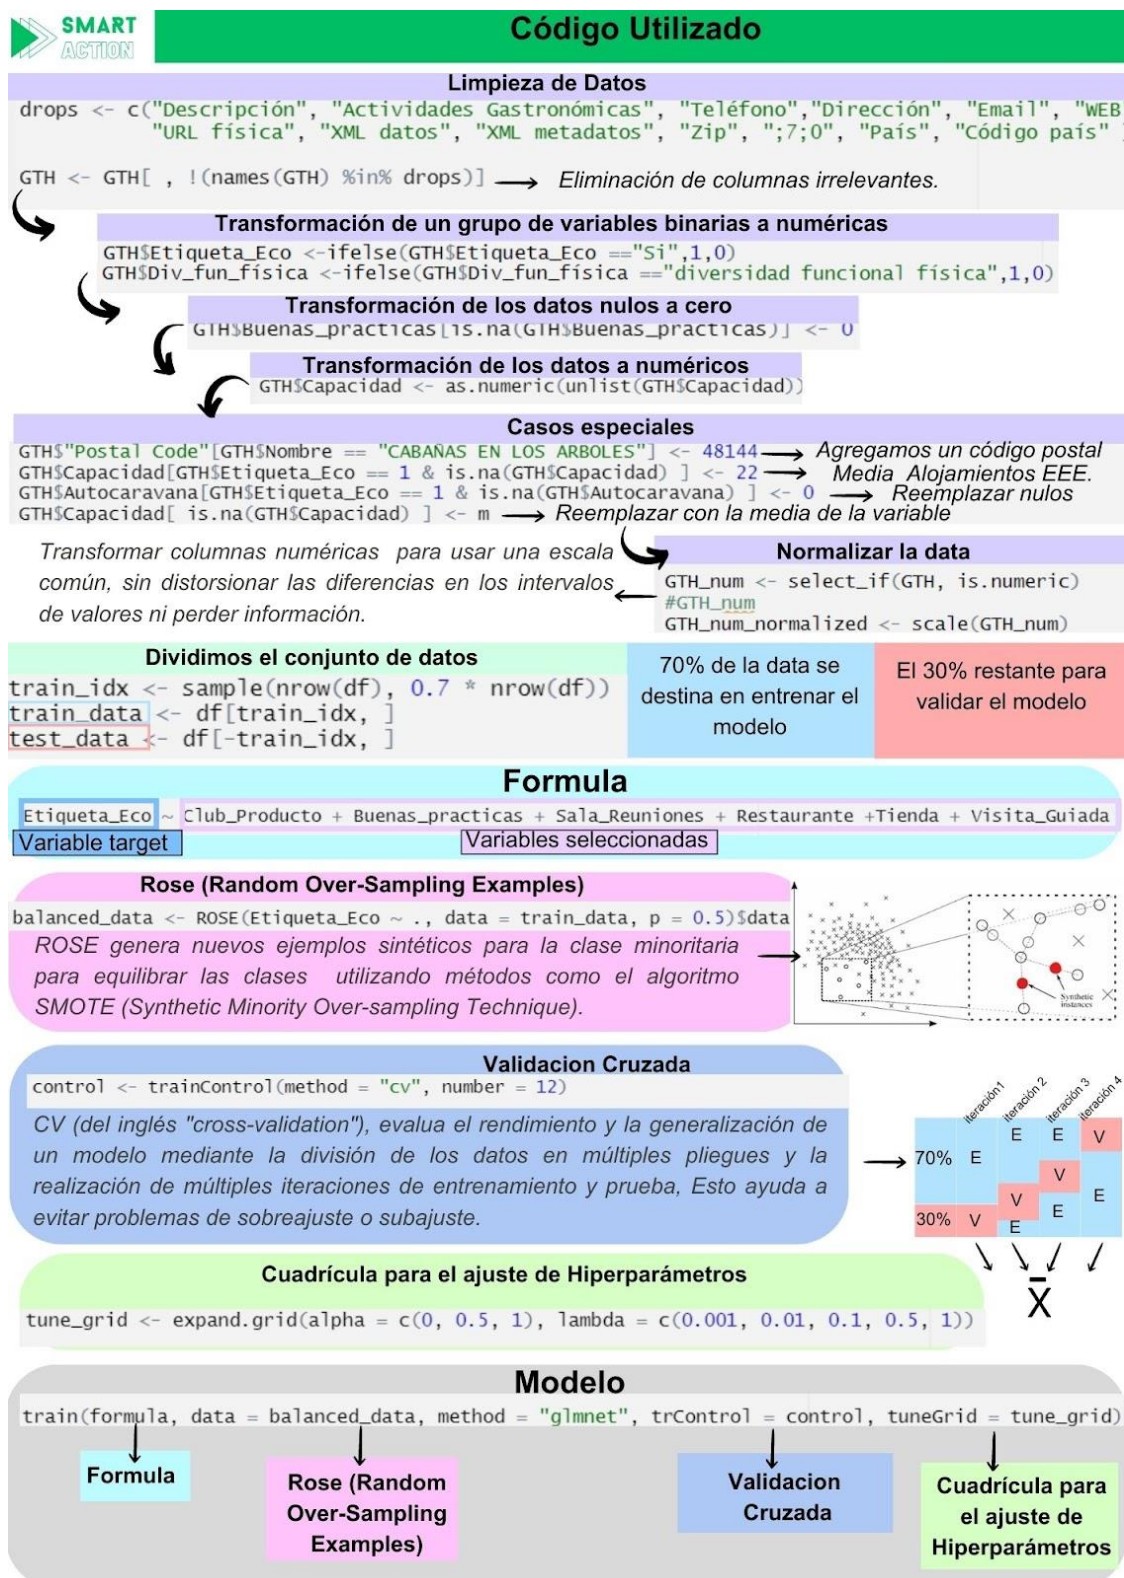 SMART
ACTION
Código Utilizado
Limpieza de Datos
drops <- c("Descripción", "Actividades Gastronómicas", "Teléfono","Dirección", "Email", "WEB
"URL física", "XML datos", "XML metadatos", "Zip", ";7;0", "País", "Código país"
GTH <- GTH[ , !(names(GTH) %in% drops)]
Eliminación de columnas irrelevantes.
Transformación de un grupo de variables binarias a numéricas
GTH$Etiqueta_Eco <-ifelse(GTH$Etiqueta_Eco =="Si",1,0)
GTH$Div_fun_física <-ifelse(GTH$Div_fun_física =="diversidad funcional física",1,0)
Transformación de los datos nulos a cero
GTH$Buenas_practicas[is.na(GTH$Buenas_practicas)] <- 0
Transformación de los datos a numéricos
GTH$Capacidad <- as.numeric(unlist(GTH$Capacidad))
Casos especiales
GTH$"Postal Code"[GTH$Nombre == "CABAÑAS EN LOS ARBOLES"] <- 48144 Agregamos un código postal
GTH$Capacidad[GTH$Etiqueta_Eco == 1 & is.na(GTH$Capacidad) ] <- 22 Media Alojamientos EEE.
GTH$Autocaravana[GTH$Etiqueta_Eco == 1 & is.na(GTH$Autocaravana) ] <- 0 Reemplazar nulos
GTH$Capacidad[ is.na(GTH$Capacidad) ] <- m Reemplazar con la media de la variable
Transformar columnas numéricas para usar una escala
común, sin distorsionar las diferencias en los intervalos
de valores ni perder información.
Normalizar la data
GTH_num <- select_if(GTH, is.numeric)
#GTH_num
GTH_num_normalized <- scale(GTH_num)
Dividimos el conjunto de datos
train_idx <- sample(nrow(df), 0.7 * nrow(df))
train_data <- df[train_idx, ]
test_data <- df[-train_idx, ]
70% de la data se
destina en entrenar el
modelo
El 30% restante para
validar el modelo
Formula
Etiqueta_Eco ~ Club_Producto + Buenas_practicas + Sala_Reuniones + Restaurante +Tienda + Visita_Guiada
Variable target
Variables seleccionadas
Rose (Random Over-Sampling Examples)
balanced_data <- ROSE(Etiqueta_Eco ~ ., data = train_data, p = 0.5)$data
ROSE genera nuevos ejemplos sintéticos para la clase minoritaria
para equilibrar las clases utilizando métodos como el algoritmo
SMOTE (Synthetic Minority Over-sampling Technique).
Synthetic
instances
Validacion Cruzada
control <- trainControl(method = "cv", number = 12)
CV (del inglés "cross-validation"), evalua el rendimiento y la generalización de
un modelo mediante la división de los datos en múltiples pliegues y la
realización de múltiples iteraciones de entrenamiento y prueba, Esto ayuda a
evitar problemas de sobreajuste o subajuste.
iteración1 iteración 2 iteración 3 iteración 4
70% E E E V
V V E
30% V E E
X̄
Cuadrícula para el ajuste de Hiperparámetros
tune_grid <- expand.grid(alpha = c(0, 0.5, 1), lambda = c(0.001, 0.01, 0.1, 0.5, 1))
Modelo
train(formula, data = balanced_data, method = "glmnet", trControl = control, tuneGrid = tune_grid)
Formula
Rose (Random
Over-Sampling
Examples)
Validacion
Cruzada
Cuadrícula para
el ajuste de
Hiperparámetros